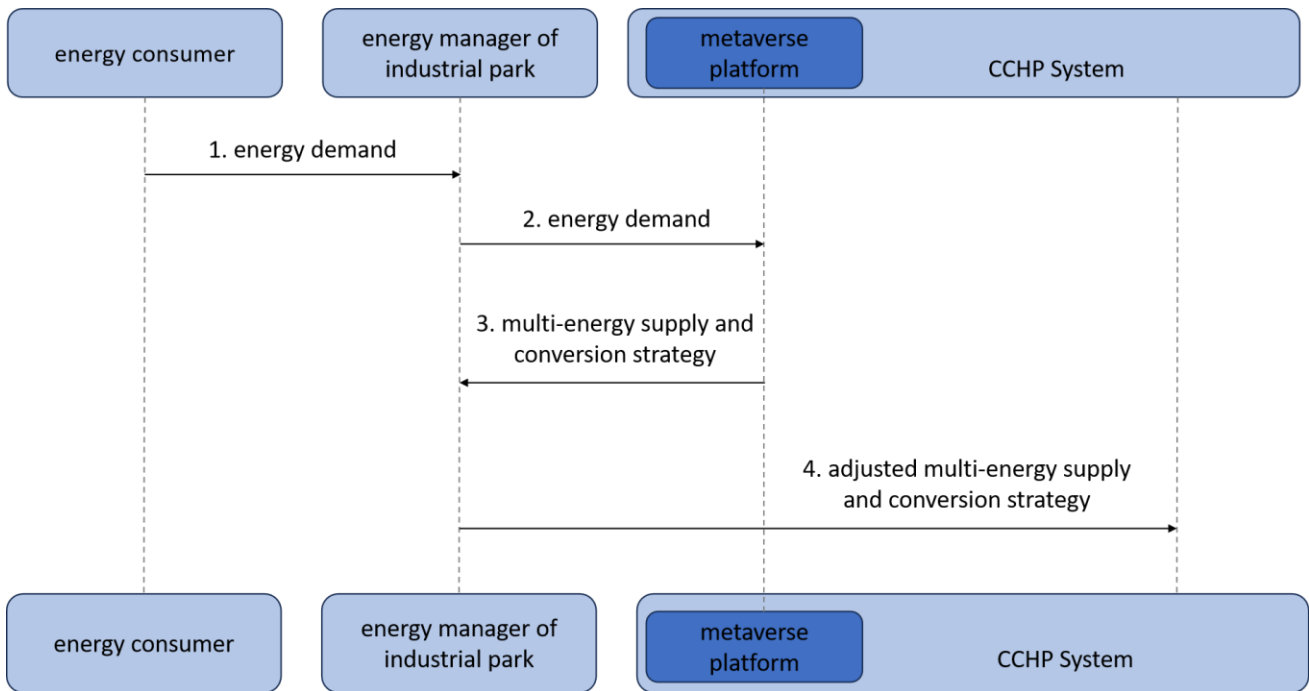 energy consumer
energy manager of
industrial park
metaverse
platform
CCHP System
1. energy demand
2. energy demand
3. multi-energy supply and
conversion strategy
4. adjusted multi-energy supply
and conversion strategy
energy consumer
energy manager of
industrial park
metaverse
platform
CCHP System